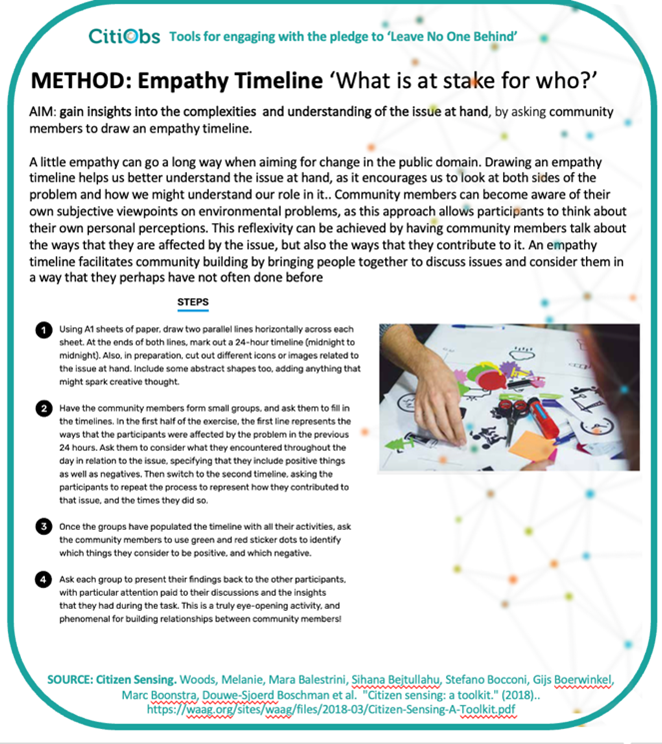 CitiObs Tools for engaging with the pledge to ‘Leave No One Behind’
METHOD: Empathy Timeline ‘What is at stake for who?’
AIM: gain insights into the complexities and understanding of the issue at hand, by asking community
members to draw an empathy timeline.
A little empathy can go a long way when aiming for change in the public domain. Drawing an empathy
timeline helps us better understand the issue at hand, as it encourages us to look at both sides of the
problem and how we might understand our role in it.. Community members can become aware of their
own subjective viewpoints on environmental problems, as this approach allows participants to think about
their own personal perceptions. This reflexivity can be achieved by having community members talk about
the ways that they are affected by the issue, but also the ways that they contribute to it. An empathy
timeline facilitates community building by bringing people together to discuss issues and consider them in
a way that they perhaps have not often done before
STEPS
1 Using A1 sheets of paper, draw two parallel lines horizontally across each
sheet. At the ends of both lines, mark out a 24-hour timeline (midnight to
midnight). Also, in preparation, cut out different icons or images related to
the issue at hand. Include some abstract shapes too, adding anything that
might spark creative thought.
2 Have the community members form small groups, and ask them to fill in
the timelines. In the first half of the exercise, the first line represents the
ways that the participants were affected by the problem in the previous
24 hours. Ask them to consider what they encountered throughout the
day in relation to the issue, specifying that they include positive things
as well as negatives. Then switch to the second timeline, asking the
participants to repeat the process to represent how they contributed to
that issue, and the times they did so.
3 Once the groups have populated the timeline with all their activities, ask
the community members to use green and red sticker dots to identify
which things they consider to be positive, and which negative.
4 Ask each group to present their findings back to the other participants,
with particular attention paid to their discussions and the insights
that they had during the task. This is a truly eye-opening activity, and
phenomenal for building relationships between community members!
SOURCE: Citizen Sensing. Woods, Melanie, Mara Balestrini, Sihana Bejtullahu, Stefano Bocconi, Gijs Boerwinkel,
Marc Boonstra, Douwe-Sjoerd Boschman et al. "Citizen sensing: a toolkit." (2018)..
https://waag.org/sites/waag/files/2018-03/Citizen-Sensing-A-Toolkit.pdf